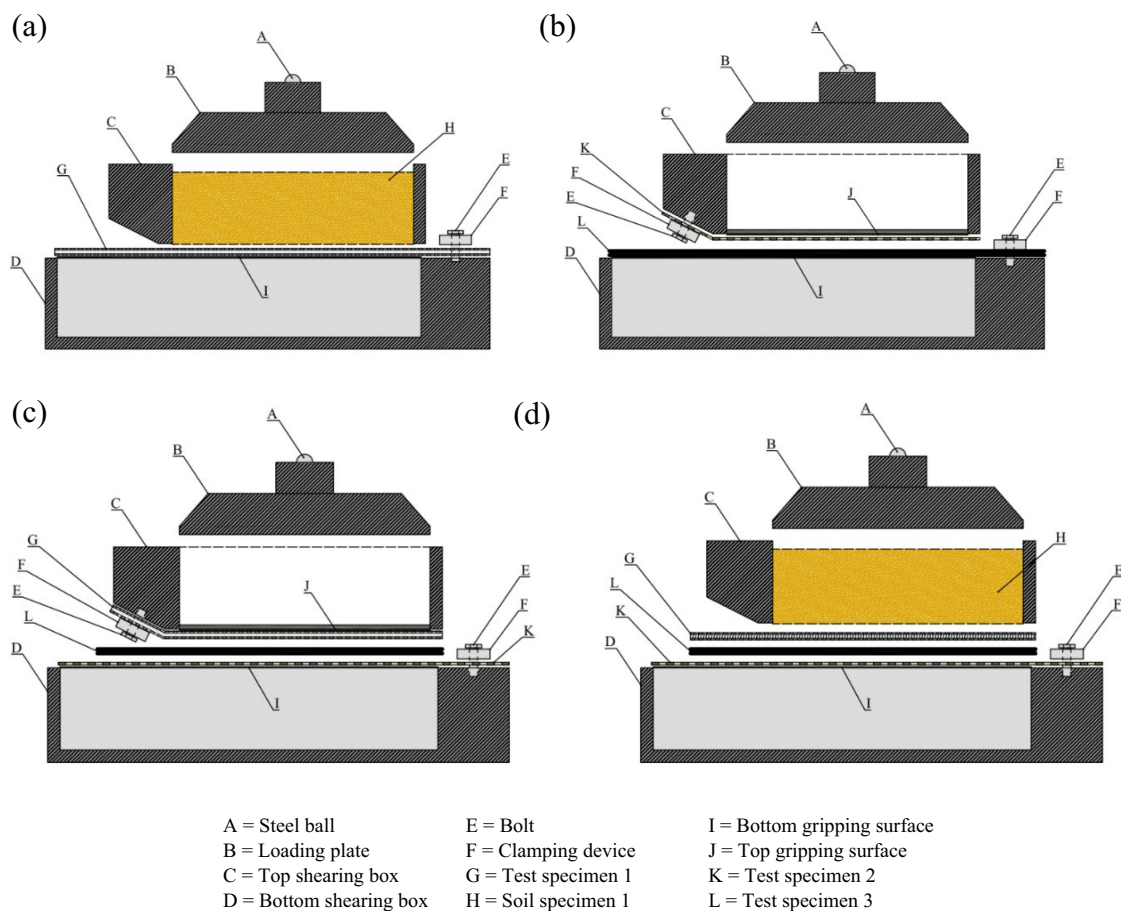 (a)
A
B
C
H
E
F
G
D
I
(b)
A
B
C
K
F
E
L
D
J
E
F
I
(c)
A
B
C
G
F
E
L
D
J
E
F
K
I
(d)
A
B
C
H
G
L
K
D
E
F
I
A = Steel ball E = Bolt I = Bottom gripping surface
B = Loading plate F = Clamping device J = Top gripping surface
C = Top shearing box G = Test specimen 1 K = Test specimen 2
D = Bottom shearing box H = Soil specimen 1 L = Test specimen 3